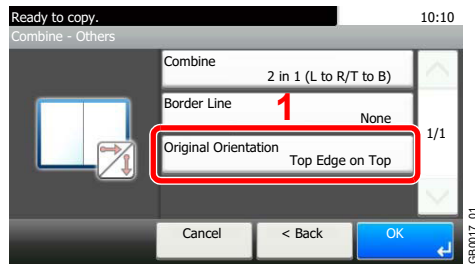 Ready to copy. 10:10
Combine - Others
Combine
2 in 1 (L to R/T to B)
Border Line
1
None
1/1
Original Orientation
Top Edge on Top
Cancel < Back OK
GB0017_01